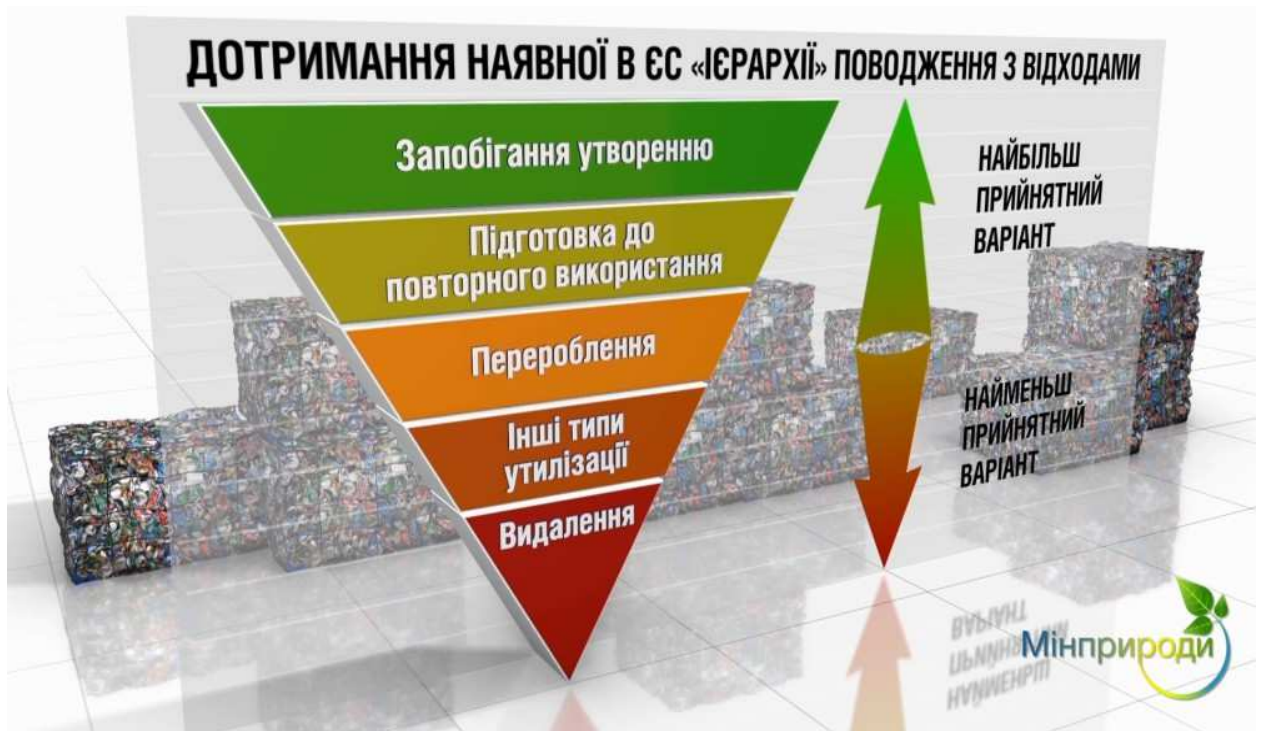 ДОТРИМАННЯ НАЯВНОЇ В ЄС «ІЄРАРХІЇ» ПОВОДЖЕННЯ З ВІДХОДАМИ
Запобігання утворенню
Підготовка до
повторного використання
Перероблення
Інші типи
утилізації
Видалення
НАЙБІЛЬШ
ПРИЙНЯТНИЙ
ВАРІАНТ
НАЙМЕНЬШ
ПРИЙНЯТНИЙ
ВАРІАНТ
Мінприроди